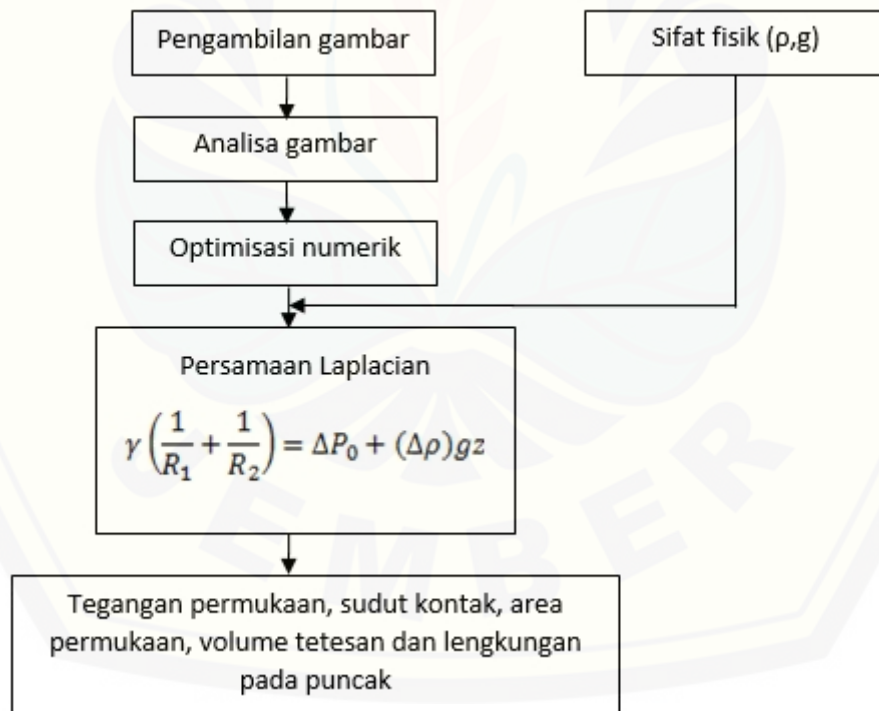 Pengambilan gambar
Sifat fisik (ρ,g)
Analisa gambar
Optimisasi numerik
Persamaan Laplacian
γ(1/R₁ + 1/R₂) = ΔP₀ + (Δρ)gz
EMBER
Tegangan permukaan, sudut kontak, area
permukaan, volume tetesan dan lengkungan
pada puncak